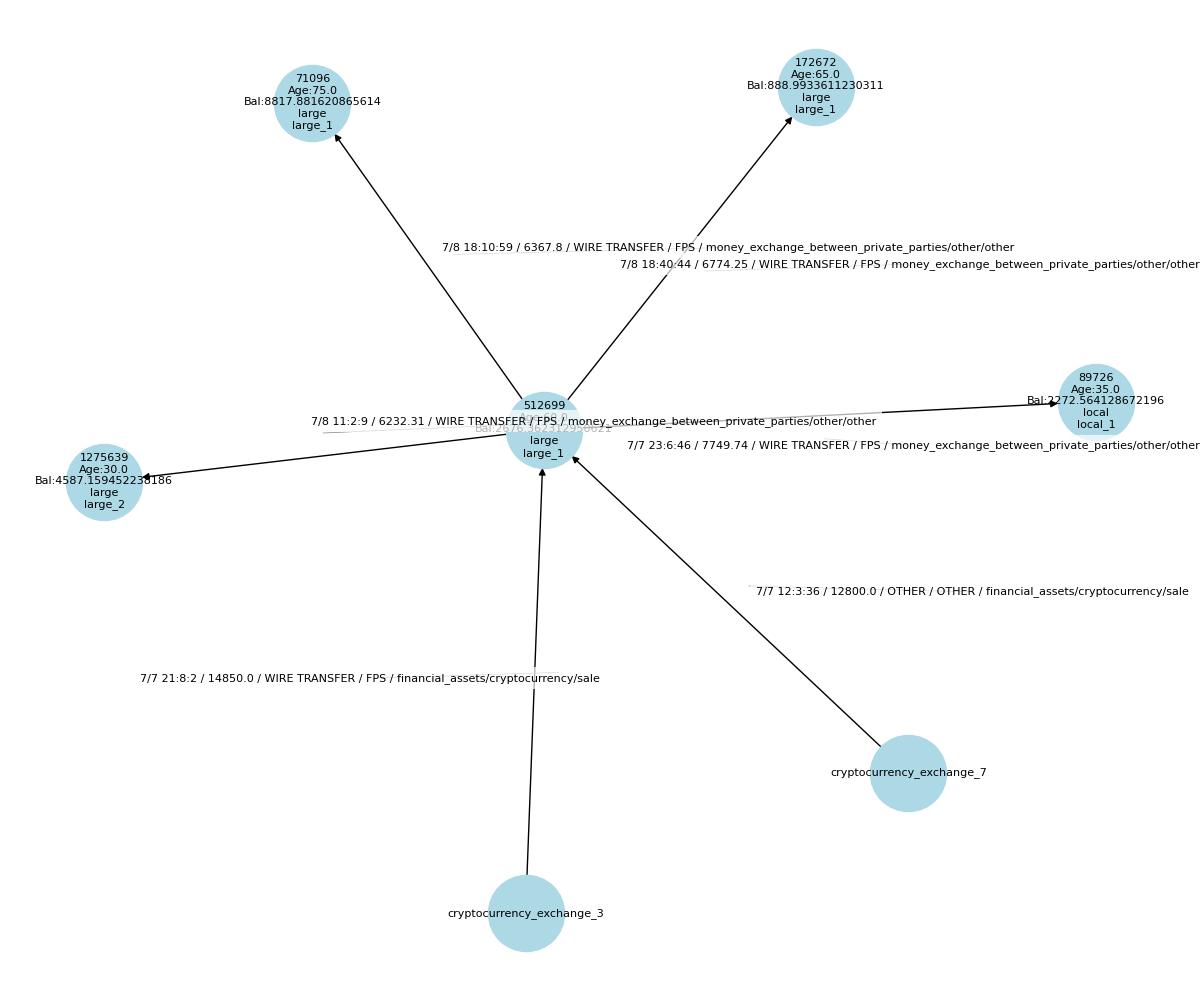 172672
Age:65.0
Bal:888.9933611230311
large
large_1
71096
Age:75.0
Bal:8817.881620865614
large
large_1
7/8 18:10:59 / 6367.8 / WIRE TRANSFER / FPS / money_exchange_between_private_parties/other/other
7/8 18:40:44 / 6774.25 / WIRE TRANSFER / FPS / money_exchange_between_private_parties/other/other
89726
Age:35.0
Bal:2272.564128672196
local
local_1
512699
large
large_1
7/8 11:2:9 / 6232.31 / WIRE TRANSFER / FPS / money_exchange_between_private_parties/other/other
7/8 23:6:46 / 7749.74 / WIRE TRANSFER / FPS / money_exchange_between_private_parties/other/other
1275639
Age:30.0
Bal:4587.159452238186
large
large_2
7/7 12:3:36 / 12800.0 / OTHER / OTHER / financial_assets/cryptocurrency/sale
7/7 21:8:2 / 14850.0 / WIRE TRANSFER / FPS / financial_assets/cryptocurrency/sale
cryptocurrency_exchange_7
cryptocurrency_exchange_3